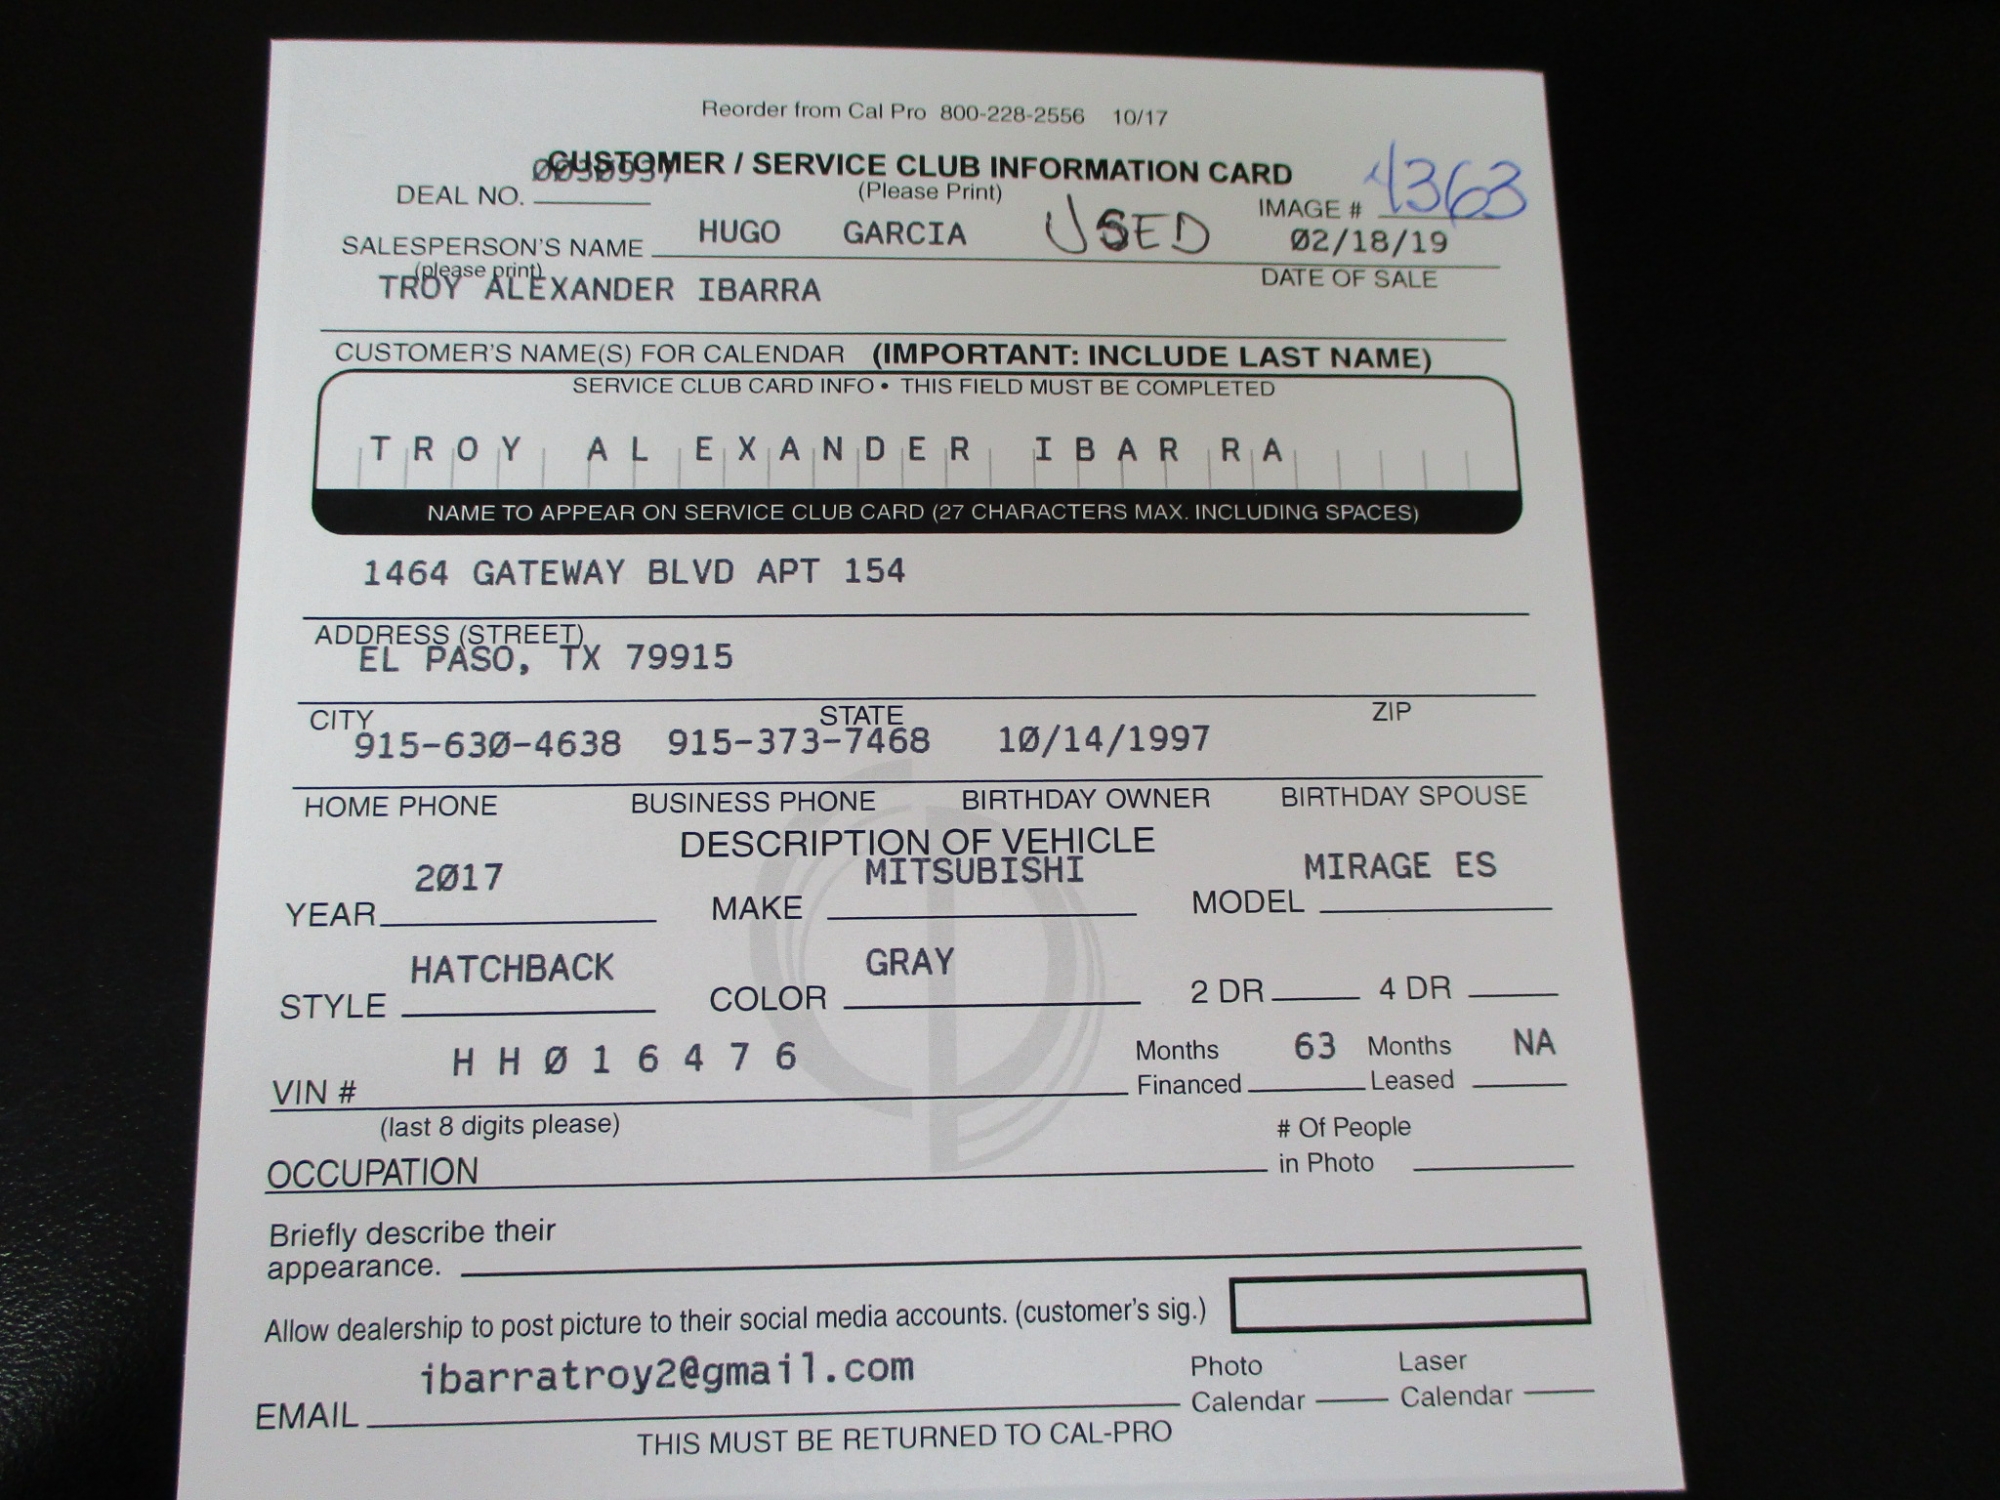 Reorder from Cal Pro 800-228-2556 10/17
CUSTOMER / SERVICE CLUB INFORMATION CARD
DEAL NO. (Please Print) IMAGE # 1363
SALESPERSON'S NAME HUGO GARCIA USED 02/18/19
(please print) DATE OF SALE
TROY ALEXANDER IBARRA
CUSTOMER'S NAME(S) FOR CALENDAR (IMPORTANT: INCLUDE LAST NAME)
SERVICE CLUB CARD INFO • THIS FIELD MUST BE COMPLETED
TROY ALEXANDER IBARRA
NAME TO APPEAR ON SERVICE CLUB CARD (27 CHARACTERS MAX. INCLUDING SPACES)
1464 GATEWAY BLVD APT 154
ADDRESS (STREET)
EL PASO, TX 79915
CITY STATE ZIP
915-630-4638 915-373-7468 10/14/1997
HOME PHONE BUSINESS PHONE BIRTHDAY OWNER BIRTHDAY SPOUSE
DESCRIPTION OF VEHICLE
YEAR 2017 MAKE MITSUBISHI MODEL MIRAGE ES
STYLE HATCHBACK COLOR GRAY 2 DR 4 DR
VIN # HH016476 Months Financed 63 Months Leased NA
(last 8 digits please)
OCCUPATION # Of People in Photo
Briefly describe their
appearance.
Allow dealership to post picture to their social media accounts. (customer's sig.)
EMAIL ibarratroy2@gmail.com Photo Calendar Laser Calendar
THIS MUST BE RETURNED TO CAL-PRO